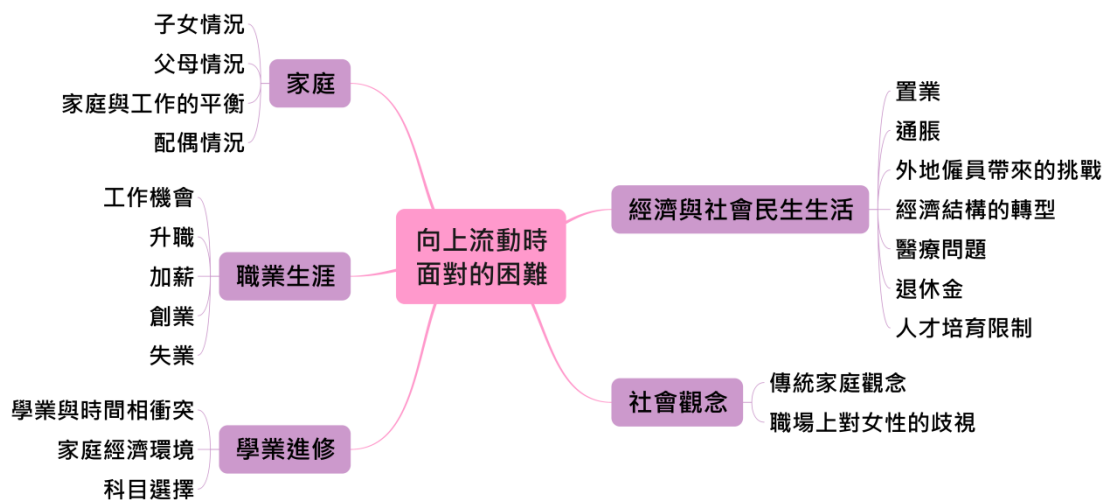 向上流動時
面對的困難
家庭
子女情況
父母情況
家庭與工作的平衡
配偶情況
職業生涯
工作機會
升職
加薪
創業
失業
學業進修
學業與時間相衝突
家庭經濟環境
科目選擇
經濟與社會民生生活
置業
通脹
外地僱員帶來的挑戰
經濟結構的轉型
醫療問題
退休金
人才培育限制
社會觀念
傳統家庭觀念
職場上對女性的歧視